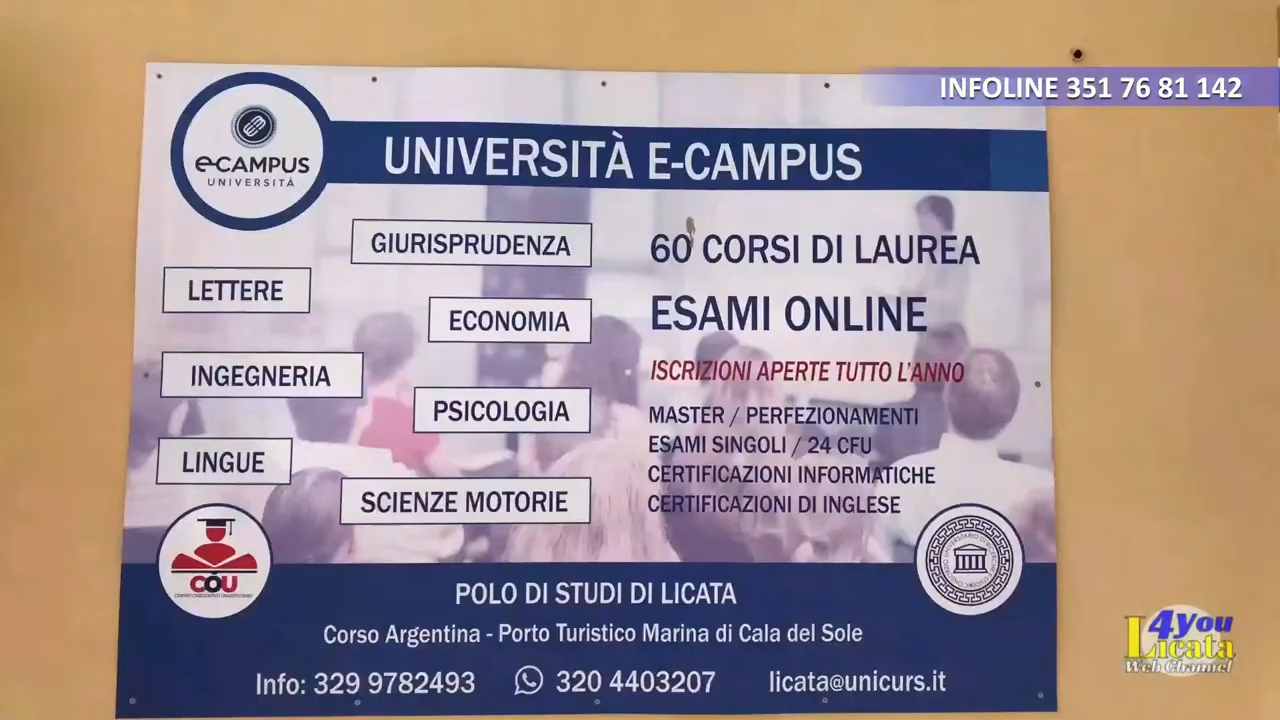 INFOLINE 351 76 81 142
e-CAMPUS
UNIVERSITÀ
UNIVERSITÀ E-CAMPUS
GIURISPRUDENZA
LETTERE
ECONOMIA
INGEGNERIA
PSICOLOGIA
LINGUE
SCIENZE MOTORIE
60 CORSI DI LAUREA
ESAMI ONLINE
ISCRIZIONI APERTE TUTTO L'ANNO
MASTER / PERFEZIONAMENTI
ESAMI SINGOLI / 24 CFU
CERTIFICAZIONI INFORMATICHE
CERTIFICAZIONI DI INGLESE
COU
POLO DI STUDI DI LICATA
Corso Argentina - Porto Turistico Marina di Cala del Sole
Info: 329 9782493 320 4403207 licata@unicurs.it
4you
Licata
Web Channel